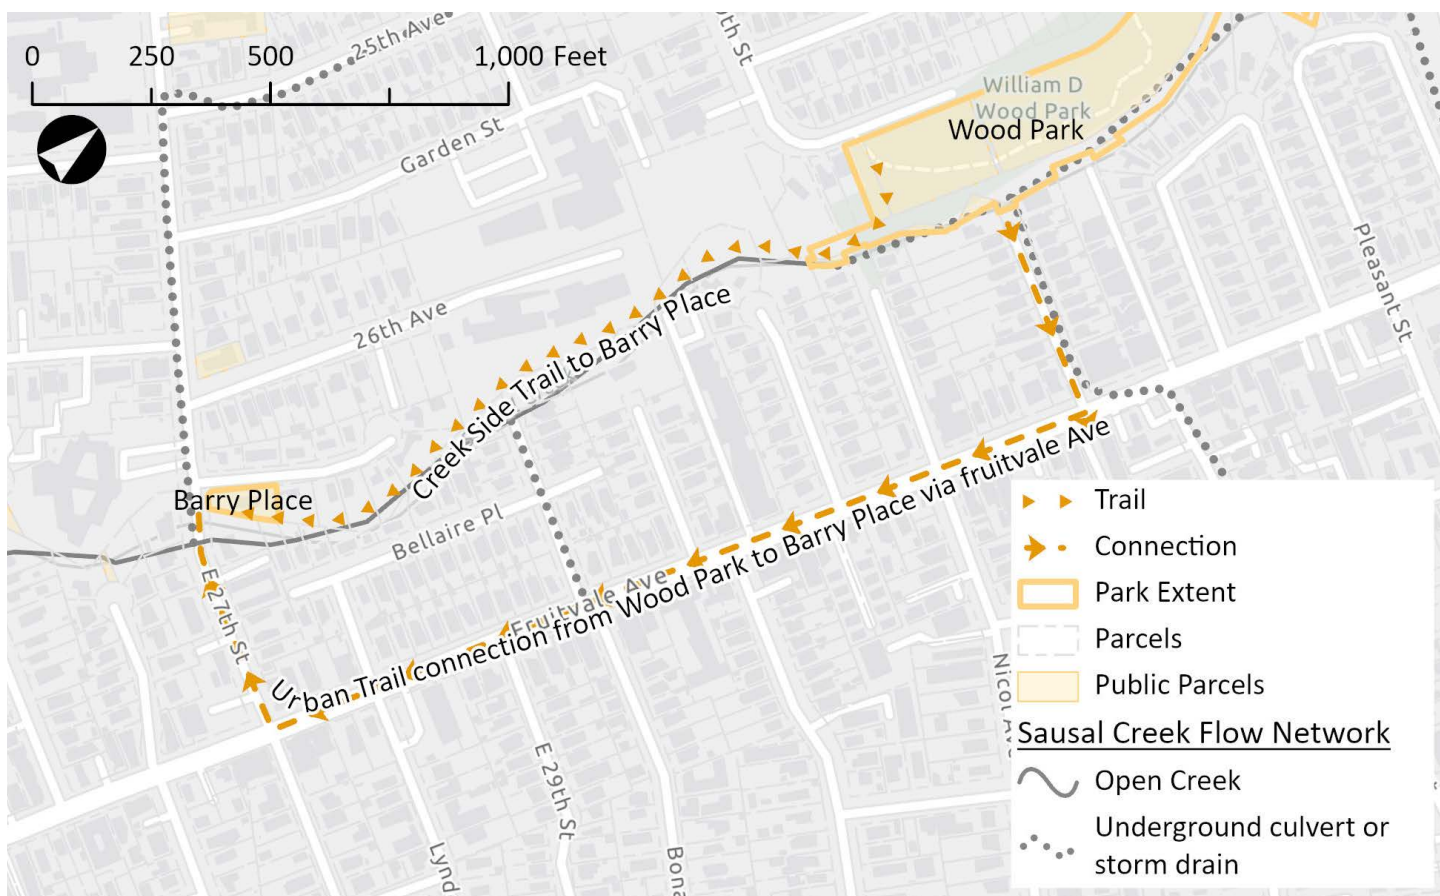 0 250 500 1,000 Feet
25th Ave
Garden St
William D
Wood Park
Wood Park
Pleasant St
26th Ave
Creek Side Trail to Barry Place
Barry Place
Bellaire Pl
E 27th St
Fruitvale Ave
Urban Trail connection from Wood Park to Barry Place via fruitvale Ave
E 29th St
Lynd
Bona
Trail
Connection
Park Extent
Parcels
Public Parcels
Sausal Creek Flow Network
Open Creek
Underground culvert or
storm drain